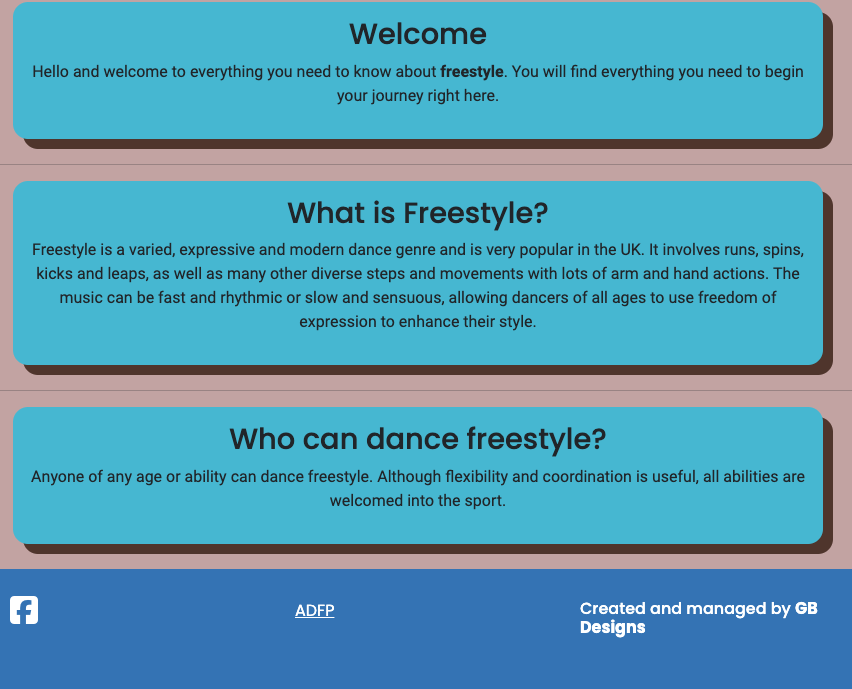 Welcome
Hello and welcome to everything you need to know about freestyle. You will find everything you need to begin
your journey right here.
What is Freestyle?
Freestyle is a varied, expressive and modern dance genre and is very popular in the UK. It involves runs, spins,
kicks and leaps, as well as many other diverse steps and movements with lots of arm and hand actions. The
music can be fast and rhythmic or slow and sensuous, allowing dancers of all ages to use freedom of
expression to enhance their style.
Who can dance freestyle?
Anyone of any age or ability can dance freestyle. Although flexibility and coordination is useful, all abilities are
welcomed into the sport.
ADFP
Created and managed by GB
Designs